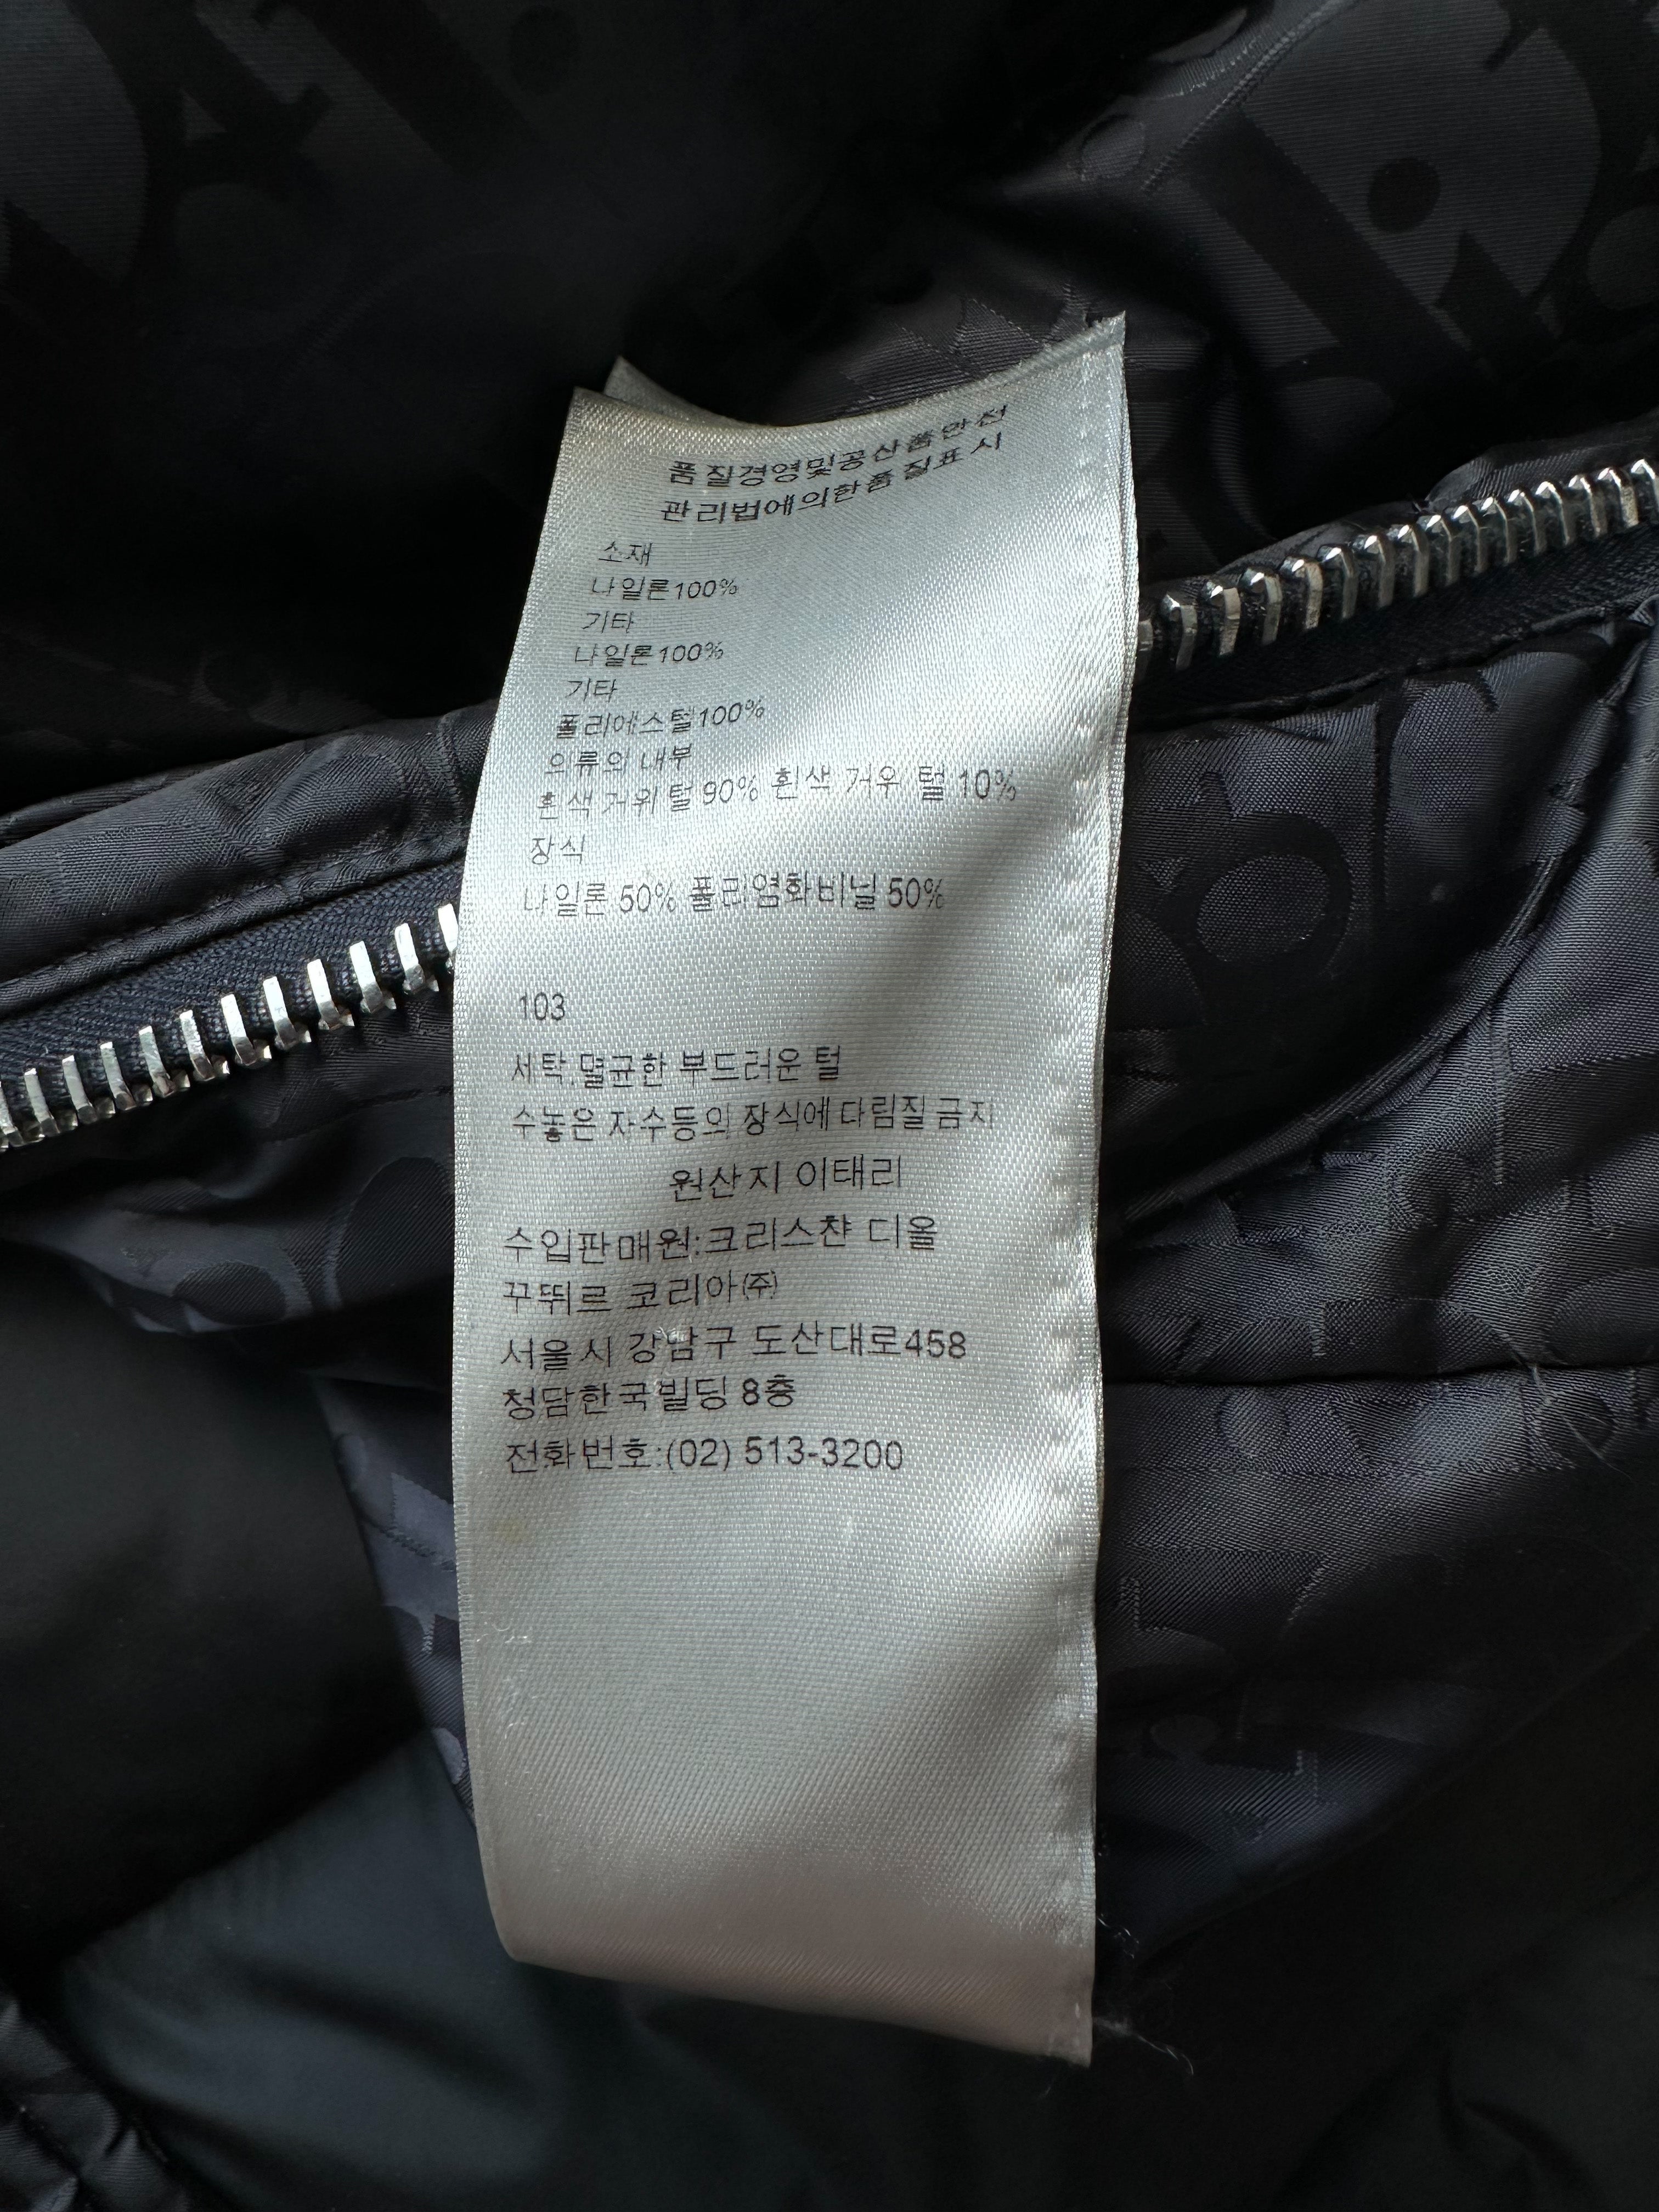 품질경영및공산품안전
관리법에의한품질표시
소재
나일론100%
기타
나일론100%
기타
폴리에스텔100%
의류의 내부
흰색 거위털 90% 흰색 거우 털 10%
장식
나일론 50% 폴리염화비닐 50%
103
세탁.멸균한 부드러운 털
수놓은 자수등의 장식에 다림질 금지
원산지 이태리
수입판매원:크리스챤 디올
꾸뛰르 코리아㈜
서울시 강남구 도산대로458
청담한국빌딩 8층
전화번호:(02) 513-3200